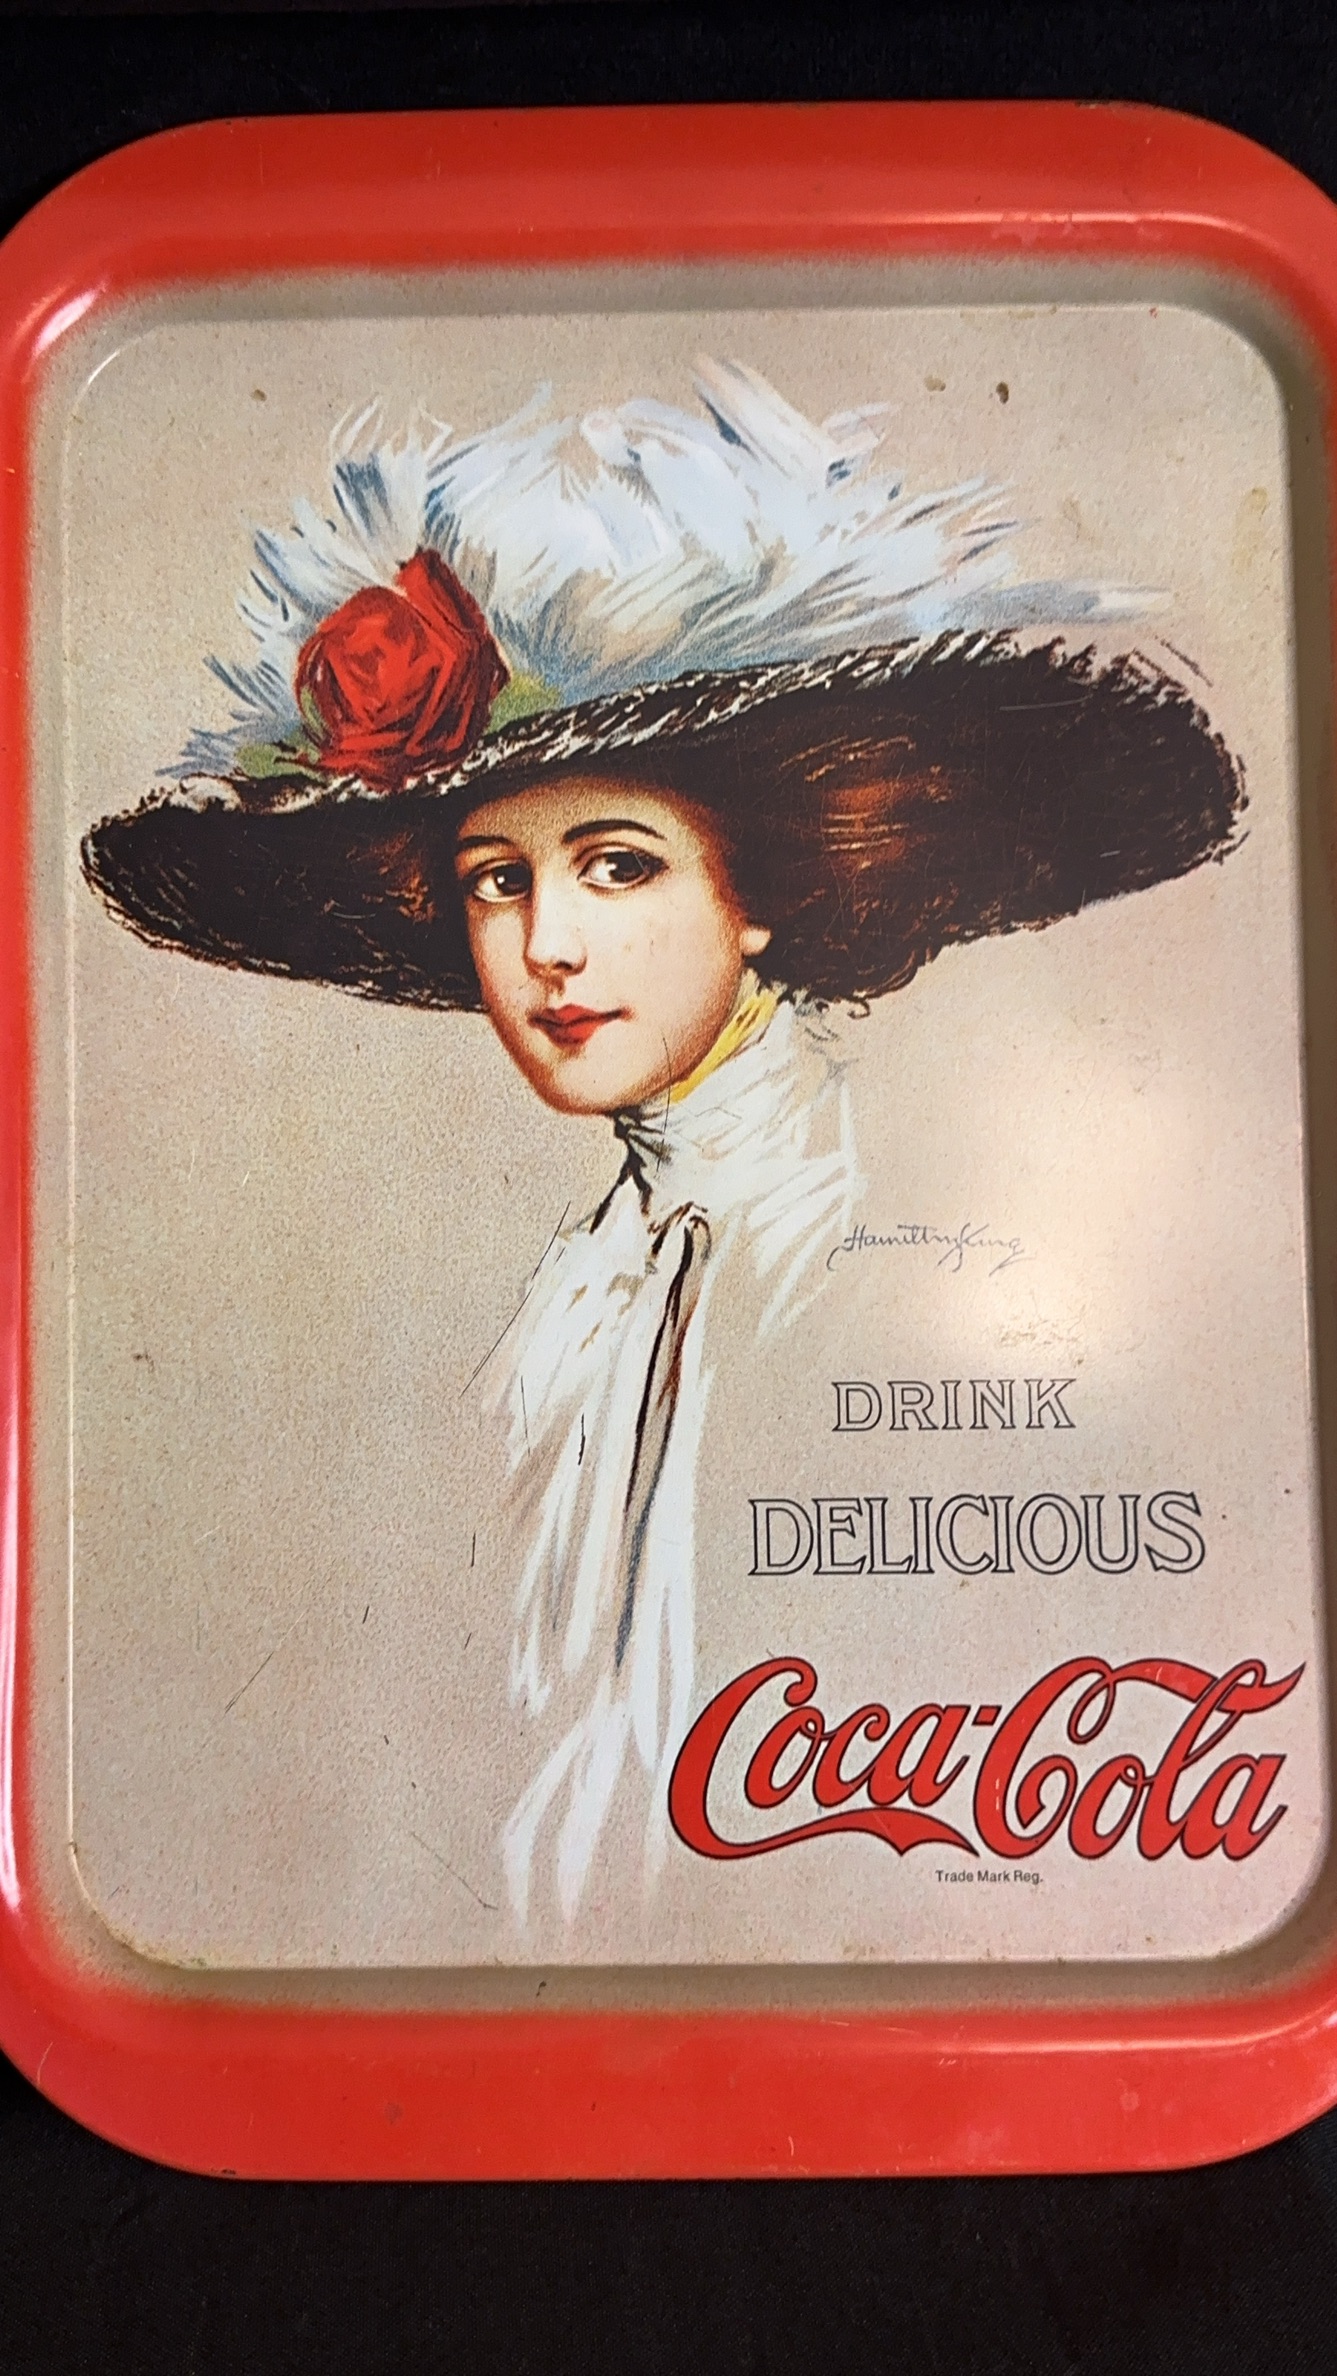 Hamilton King
DRINK
DELICIOUS
Coca-Cola
Trade Mark Reg.